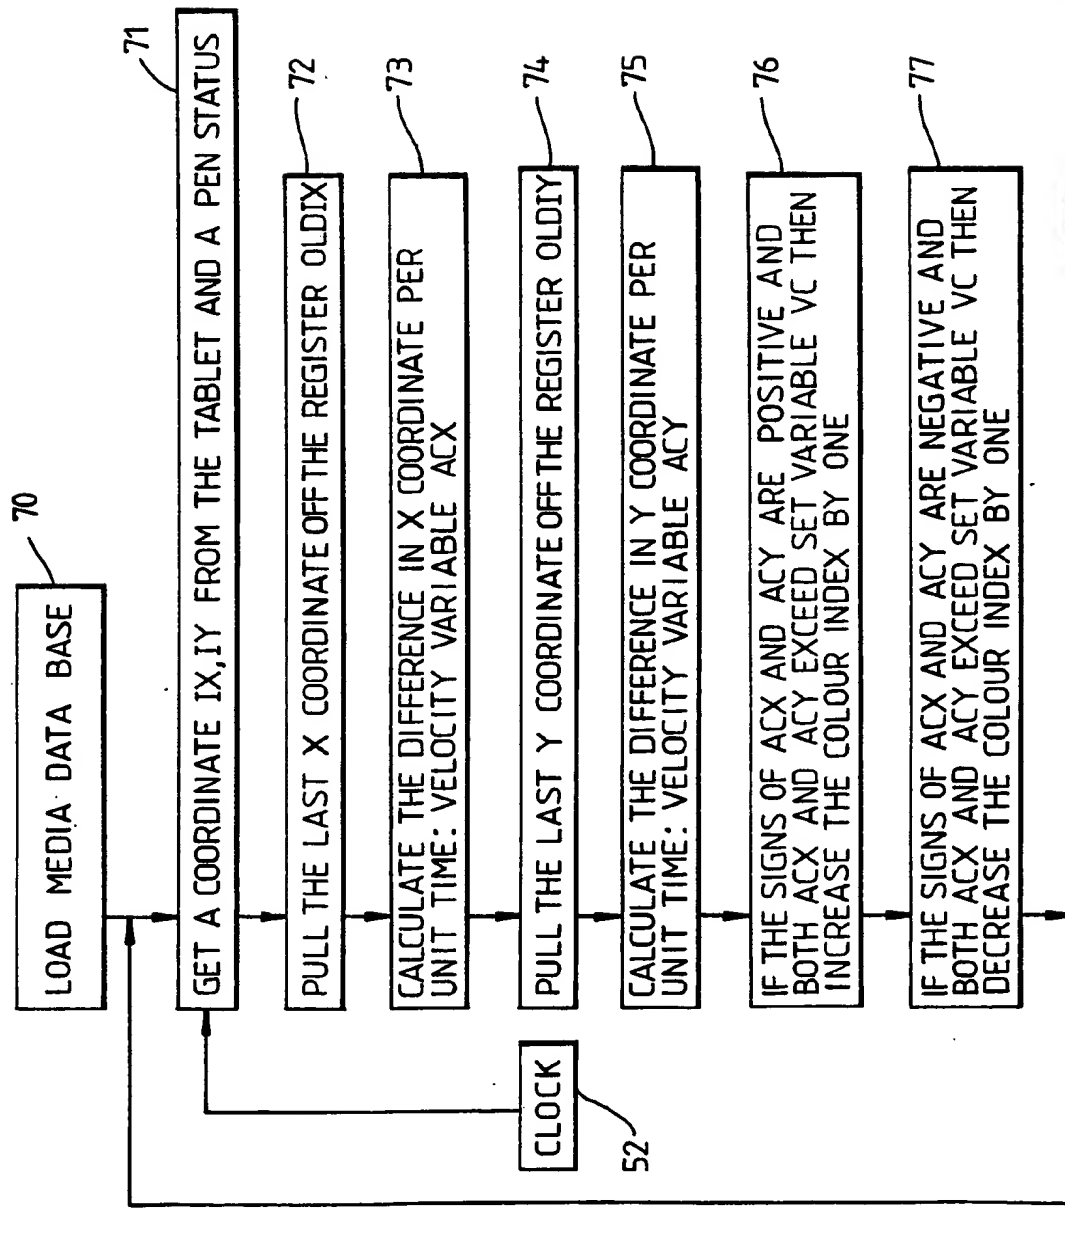 70
LOAD MEDIA DATA BASE
71
GET A COORDINATE IX,IY FROM THE TABLET AND A PEN STATUS
72
PULL THE LAST X COORDINATE OFF THE REGISTER OLDIX
73
CALCULATE THE DIFFERENCE IN X COORDINATE PER
UNIT TIME: VELOCITY VARIABLE ACX
74
PULL THE LAST Y COORDINATE OFF THE REGISTER OLDIY
CLOCK
52
75
CALCULATE THE DIFFERENCE IN Y COORDINATE PER
UNIT TIME: VELOCITY VARIABLE ACY
76
IF THE SIGNS OF ACX AND ACY ARE POSITIVE AND
BOTH ACX AND ACY EXCEED SET VARIABLE VC THEN
INCREASE THE COLOUR INDEX BY ONE
77
IF THE SIGNS OF ACX AND ACY ARE NEGATIVE AND
BOTH ACX AND ACY EXCEED SET VARIABLE VC THEN
DECREASE THE COLOUR INDEX BY ONE